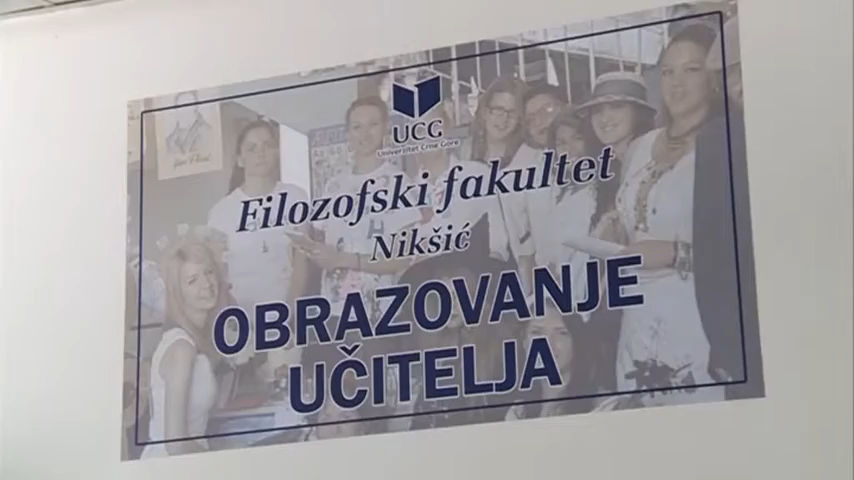 UCG
Univerzitet Crne Gore
Filozofski fakultet
Nikšić
OBRAZOVANJE
UČITELJA